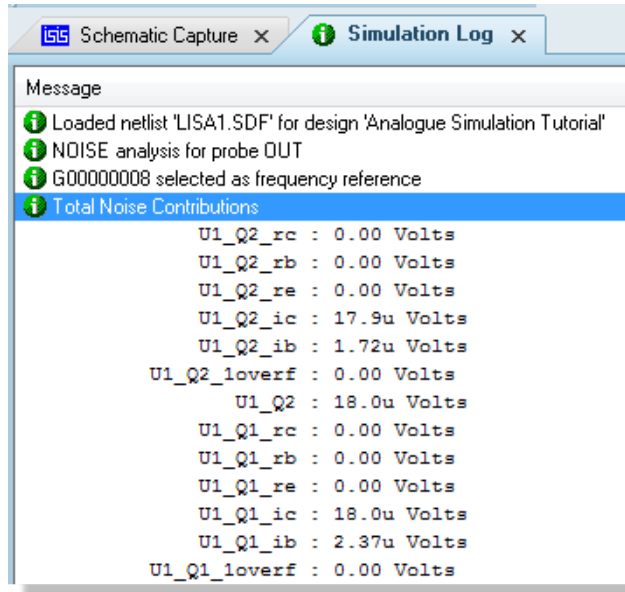 isis Schematic Capture x Simulation Log x
Message
Loaded netlist 'LISA1.SDF' for design 'Analogue Simulation Tutorial'
NOISE analysis for probe OUT
G00000008 selected as frequency reference
Total Noise Contributions
U1_Q2_rc : 0.00 Volts
U1_Q2_rb : 0.00 Volts
U1_Q2_re : 0.00 Volts
U1_Q2_ic : 17.9u Volts
U1_Q2_ib : 1.72u Volts
U1_Q2_1overf : 0.00 Volts
U1_Q2 : 18.0u Volts
U1_Q1_rc : 0.00 Volts
U1_Q1_rb : 0.00 Volts
U1_Q1_re : 0.00 Volts
U1_Q1_ic : 18.0u Volts
U1_Q1_ib : 2.37u Volts
U1_Q1_1overf : 0.00 Volts